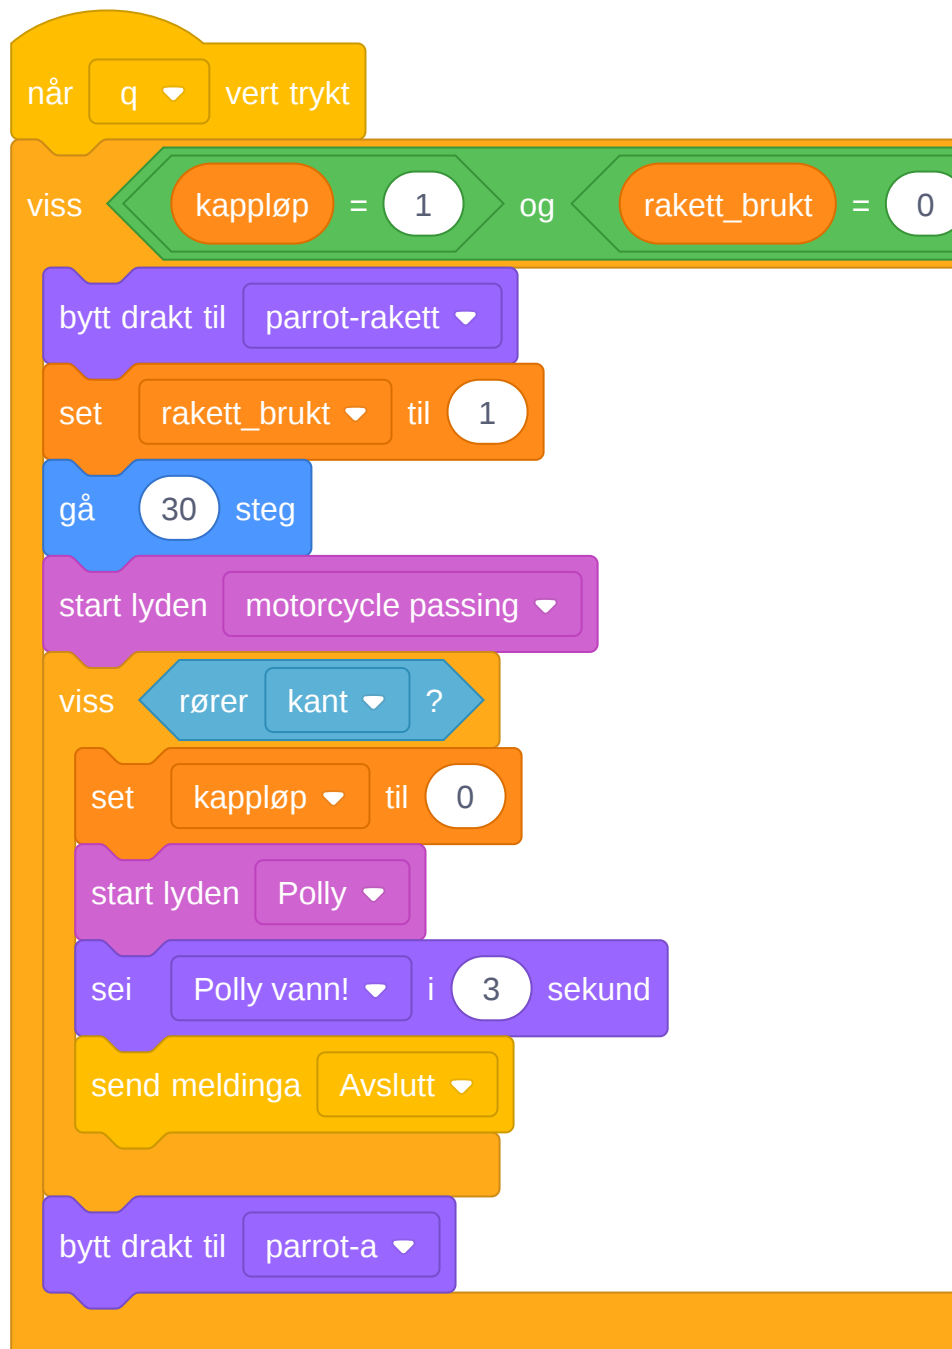 når q vert trykt
viss kappløp = 1 og rakett_brukt = 0
bytt drakt til parrot-rakett
set rakett_brukt til 1
gå 30 steg
start lyden motorcycle passing
viss rører kant ?
set kappløp til 0
start lyden Polly
sei Polly vann! i 3 sekund
send meldinga Avslutt
bytt drakt til parrot-a